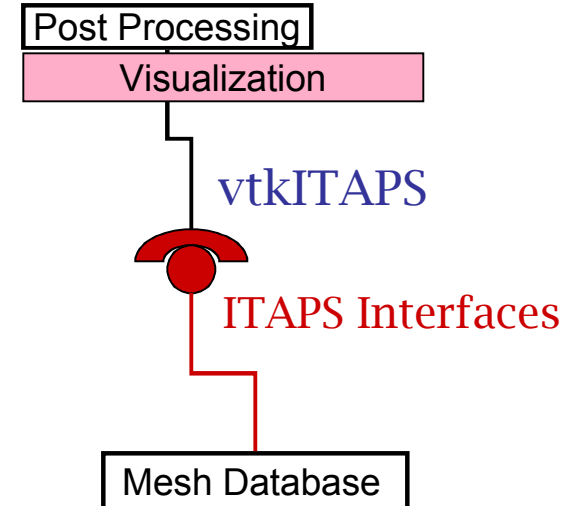 Post Processing
Visualization
vtkITAPS
ITAPS Interfaces
Mesh Database